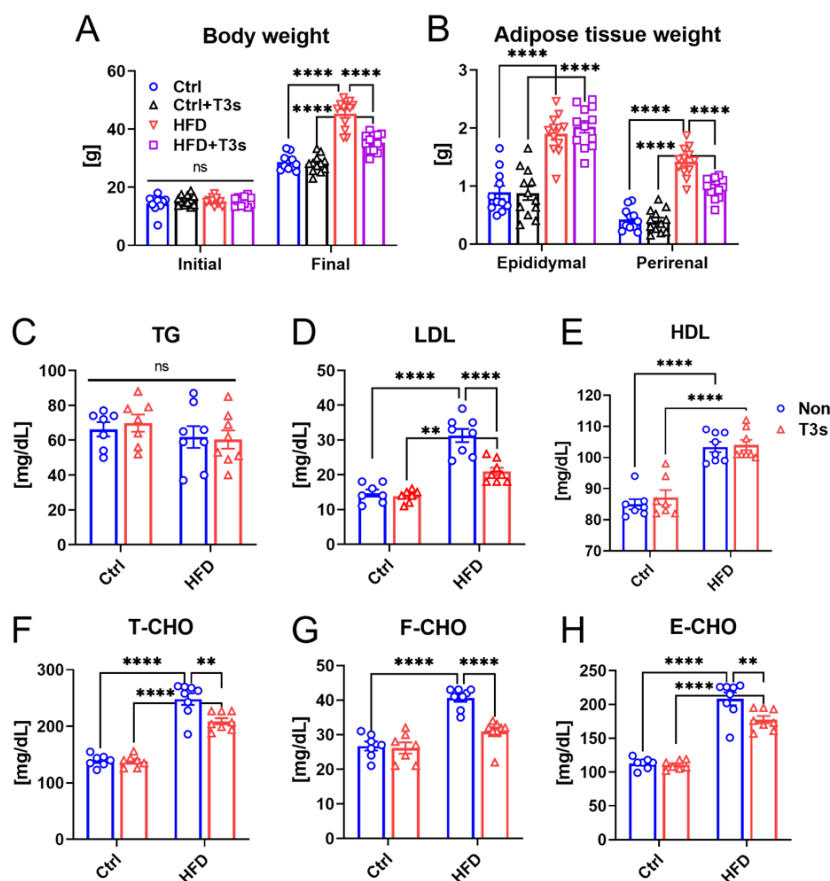 A
Body weight
[g]
60
40
20
0
Ctrl
Ctrl+T3s
HFD
HFD+T3s
ns
****
****
****
Initial
Final
B
Adipose tissue weight
[g]
3
2
1
0
****
****
****
****
****
Epididymal
Perirenal
C
TG
[mg/dL]
100
80
60
40
20
0
ns
Ctrl
HFD
D
LDL
[mg/dL]
50
40
30
20
10
0
****
****
**
Ctrl
HFD
E
HDL
[mg/dL]
120
110
100
90
80
70
****
****
Ctrl
HFD
Non
T3s
F
T-CHO
[mg/dL]
300
200
100
0
****
**
****
Ctrl
HFD
G
F-CHO
[mg/dL]
50
40
30
20
10
0
****
****
Ctrl
HFD
H
E-CHO
[mg/dL]
250
200
150
100
50
0
****
**
****
Ctrl
HFD